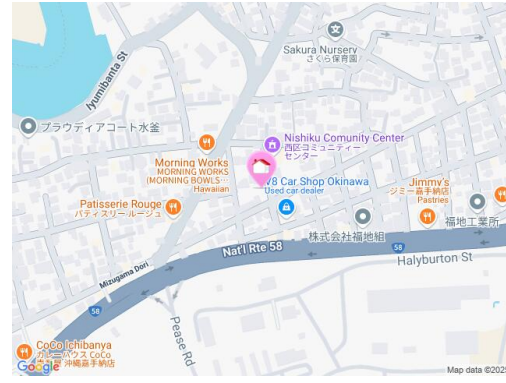 Iyumibanta St
文
Sakura Nursery
さくら保育園
プラウディアコート水釜
Nishiku Comunity Center
西区コミュニティー
センター
Morning Works
MORNING WORKS
(MORNING BOWLS…
Hawaiian
V8 Car Shop Okinawa
Used car dealer
Jimmy's
ジミー嘉手納店
Pastries
Patisserie Rouge
パティスリー ルージュ
株式会社福地組
福地工業所
Nat'l Rte 58
58
Halyburton St
Mizugama Dori
58
Pease Rd
CoCo Ichibanya
カレーハウス CoCo
沖縄嘉手納店
Google
Map data ©2025